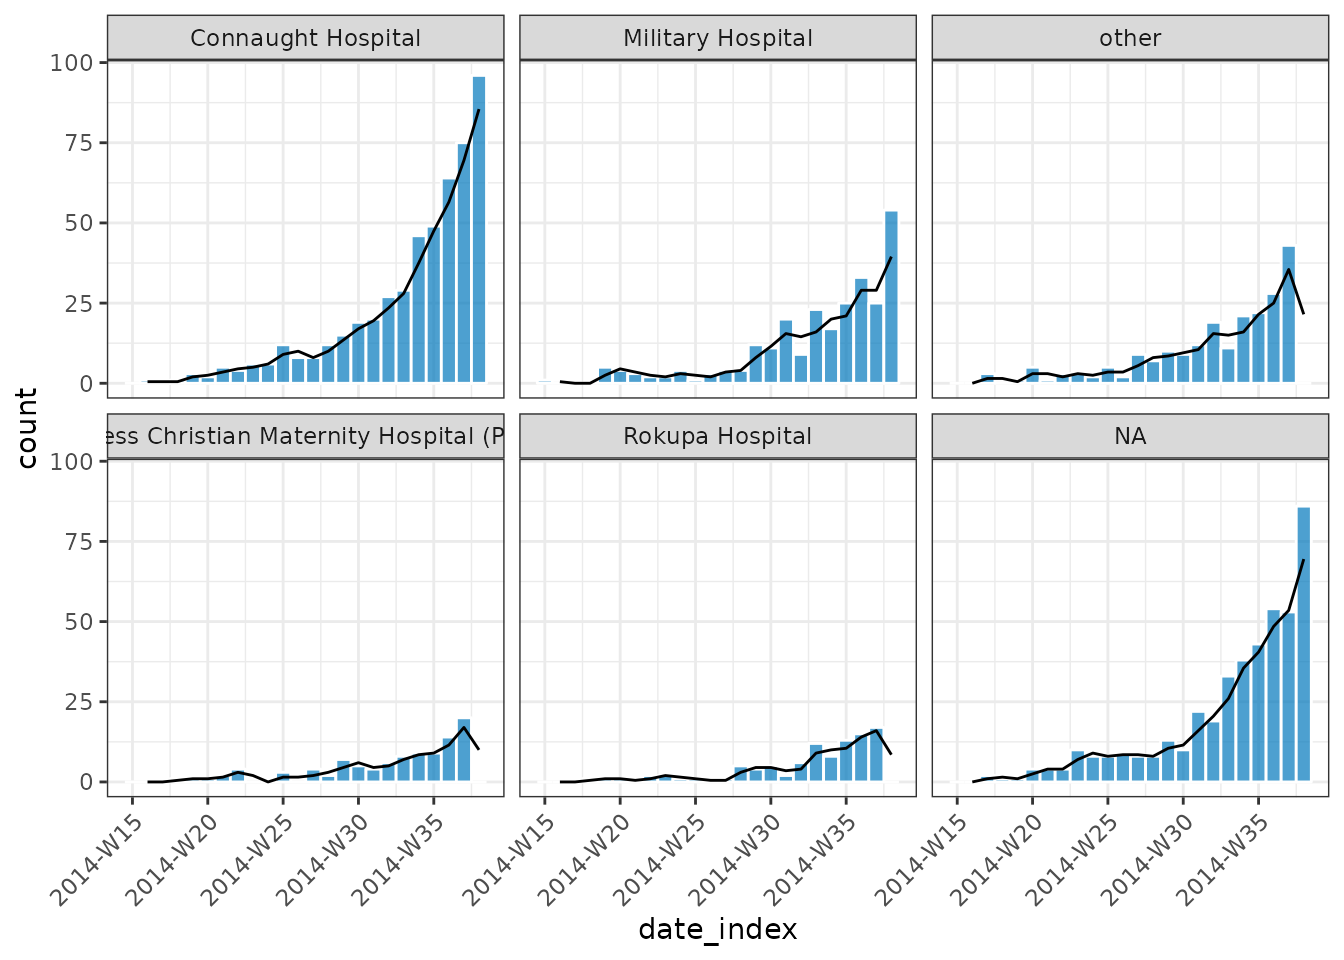 Connaught Hospital
Military Hospital
other
100
75
50
25
0
ess Christian Maternity Hospital (P
Rokupa Hospital
NA
100
75
50
25
0
count
2014-W15
2014-W20
2014-W25
2014-W30
2014-W35
2014-W15
2014-W20
2014-W25
2014-W30
2014-W35
2014-W15
2014-W20
2014-W25
2014-W30
2014-W35
date_index